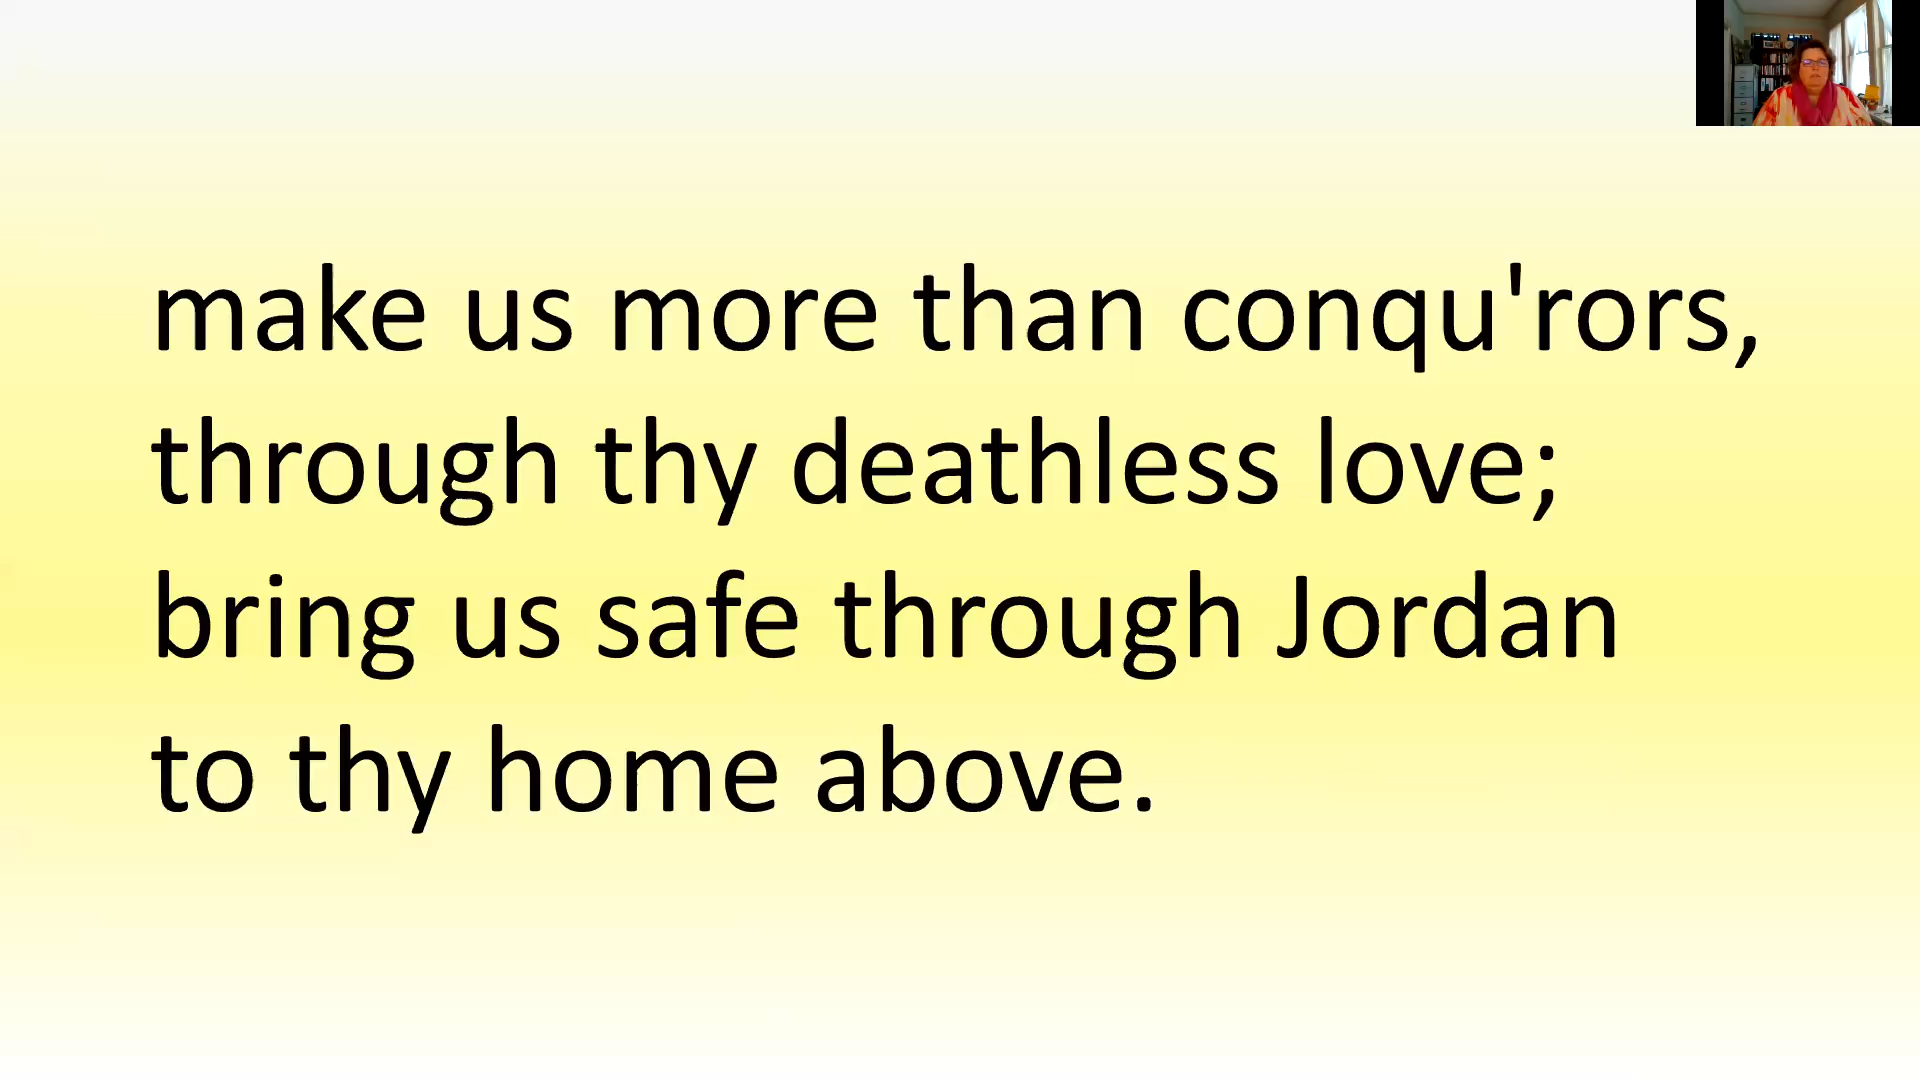 make us more than conqu'rors,
through thy deathless love;
bring us safe through Jordan
to thy home above.